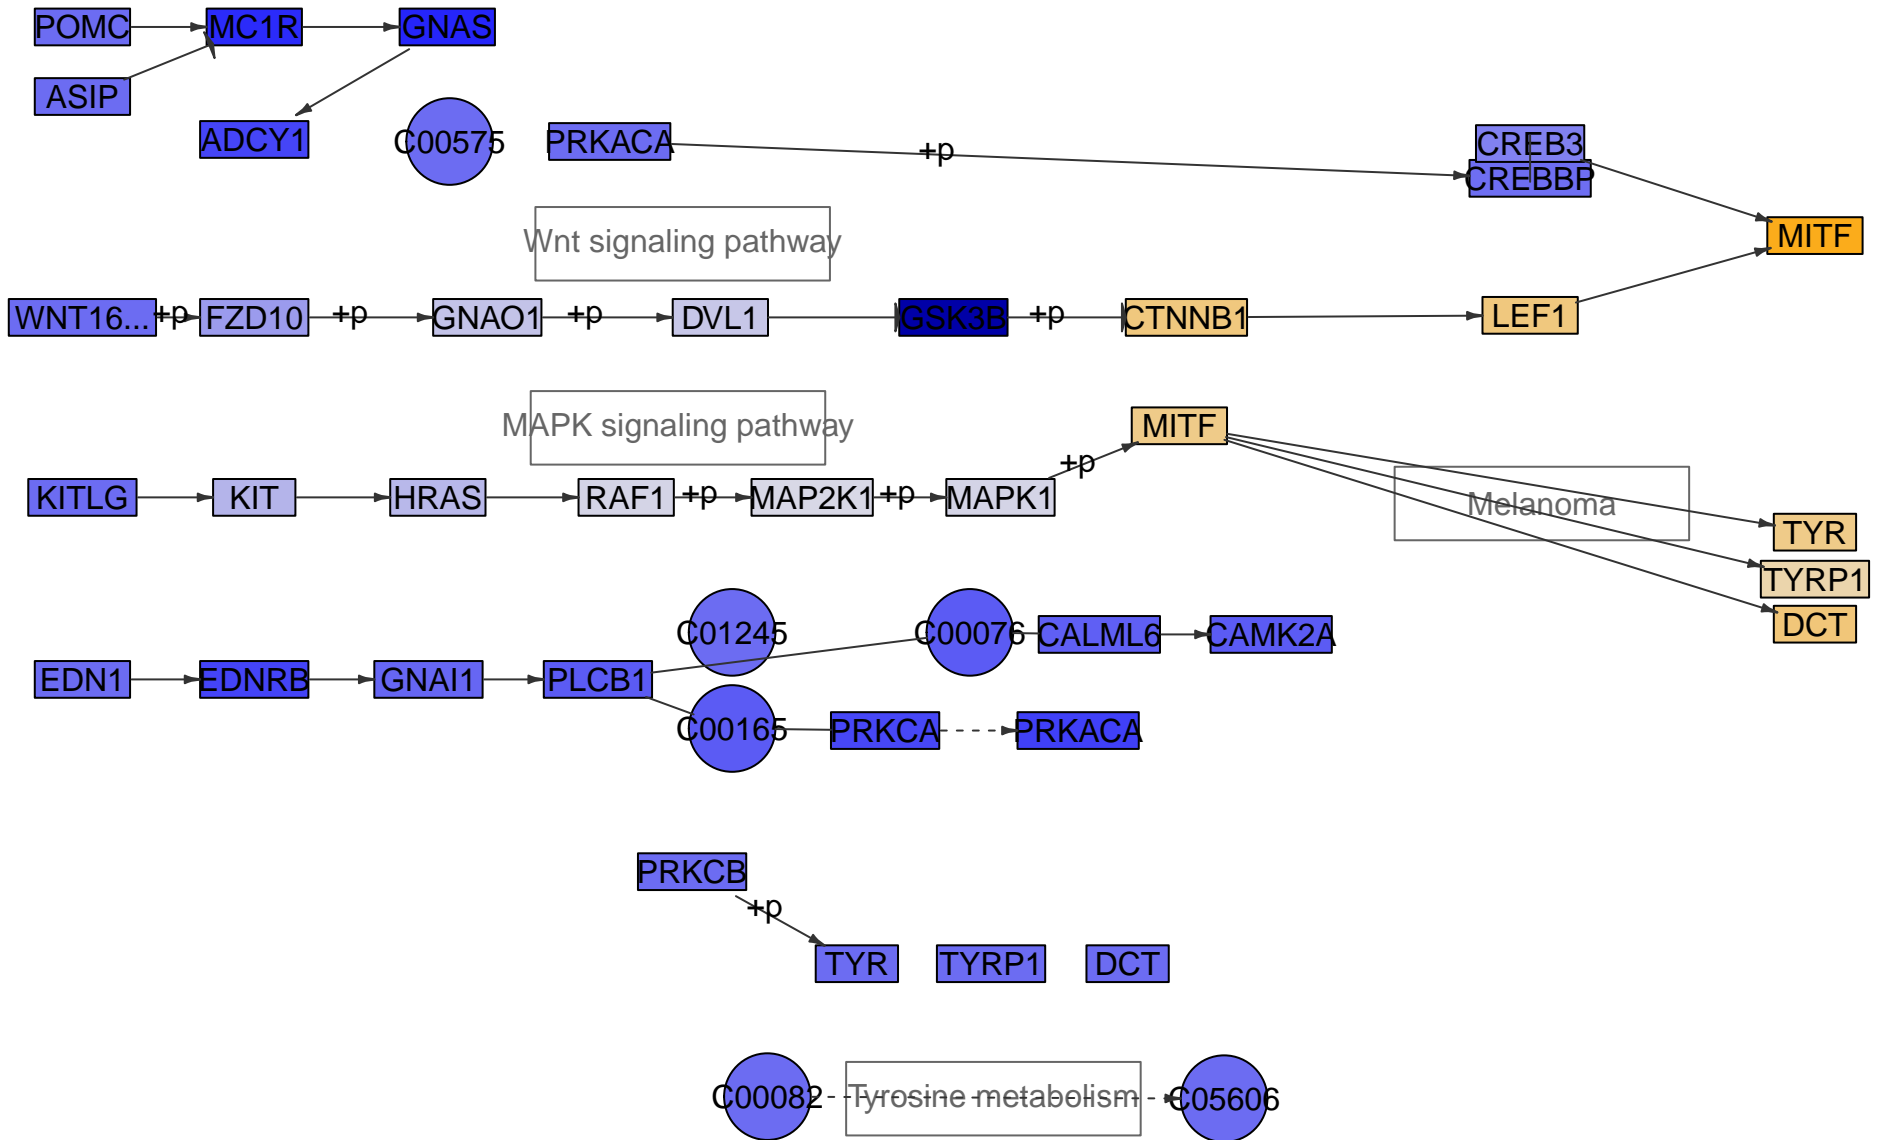 POMC
MC1R
GNAS
ASIP
ADCY1
C00575
PRKACA
+p
CREB3
CREBBP
Wnt signaling pathway
MITF
WNT16...
+p
FZD10
+p
GNAO1
+p
DVL1
GSK3B
+p
CTNNB1
LEF1
MAPK signaling pathway
MITF
+p
KITLG
KIT
HRAS
RAF1
+p
MAP2K1
+p
MAPK1
Melanoma
TYR
TYRP1
DCT
C01245
C00076
CALML6
CAMK2A
EDN1
EDNRB
GNAI1
PLCB1
C00165
PRKCA
PRKACA
PRKCB
+p
TYR
TYRP1
DCT
C00082
Tyrosine metabolism
C05606